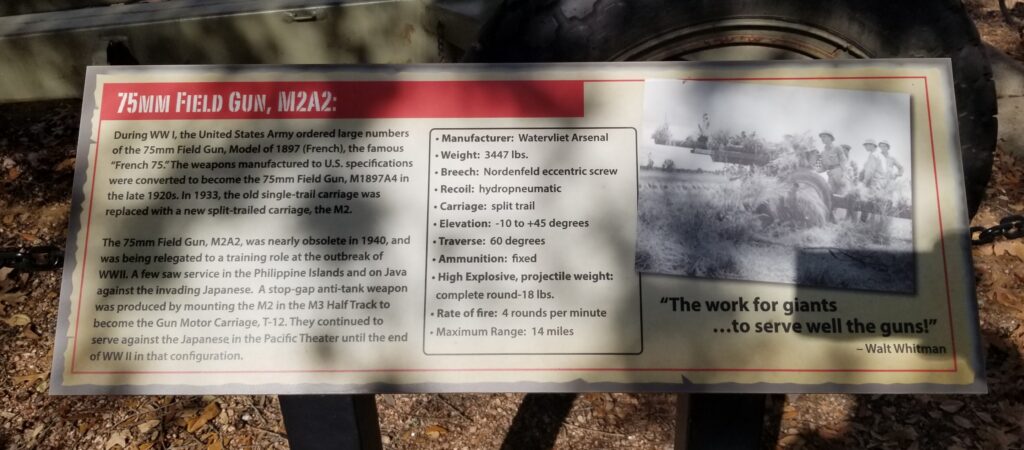 75mm Field Gun, M2A2:
During WW I, the United States Army ordered large numbers
of the 75mm Field Gun, Model of 1897 (French), the famous
"French 75." The weapons manufactured to U.S. specifications
were converted to become the 75mm Field Gun, M1897A4 in
the late 1920s. In 1933, the old single-trail carriage was
replaced with a new split-trailed carriage, the M2.
The 75mm Field Gun, M2A2, was nearly obsolete in 1940, and
was being relegated to a training role at the outbreak of
WWII. A few saw service in the Philippine Islands and on Java
against the invading Japanese. A stop-gap anti-tank weapon
was produced by mounting the M2 in the M3 Half Track to
become the Gun Motor Carriage, T-12. They continued to
serve against the Japanese in the Pacific Theater until the end
of WW II in that configuration.
• Manufacturer: Watervliet Arsenal
• Weight: 3447 lbs.
• Breech: Nordenfeld eccentric screw
• Recoil: hydropneumatic
• Carriage: split trail
• Elevation: -10 to +45 degrees
• Traverse: 60 degrees
• Ammunition: fixed
• High Explosive, projectile weight:
complete round-18 lbs.
• Rate of fire: 4 rounds per minute
• Maximum Range: 14 miles
"The work for giants
...to serve well the guns!"
~ Walt Whitman